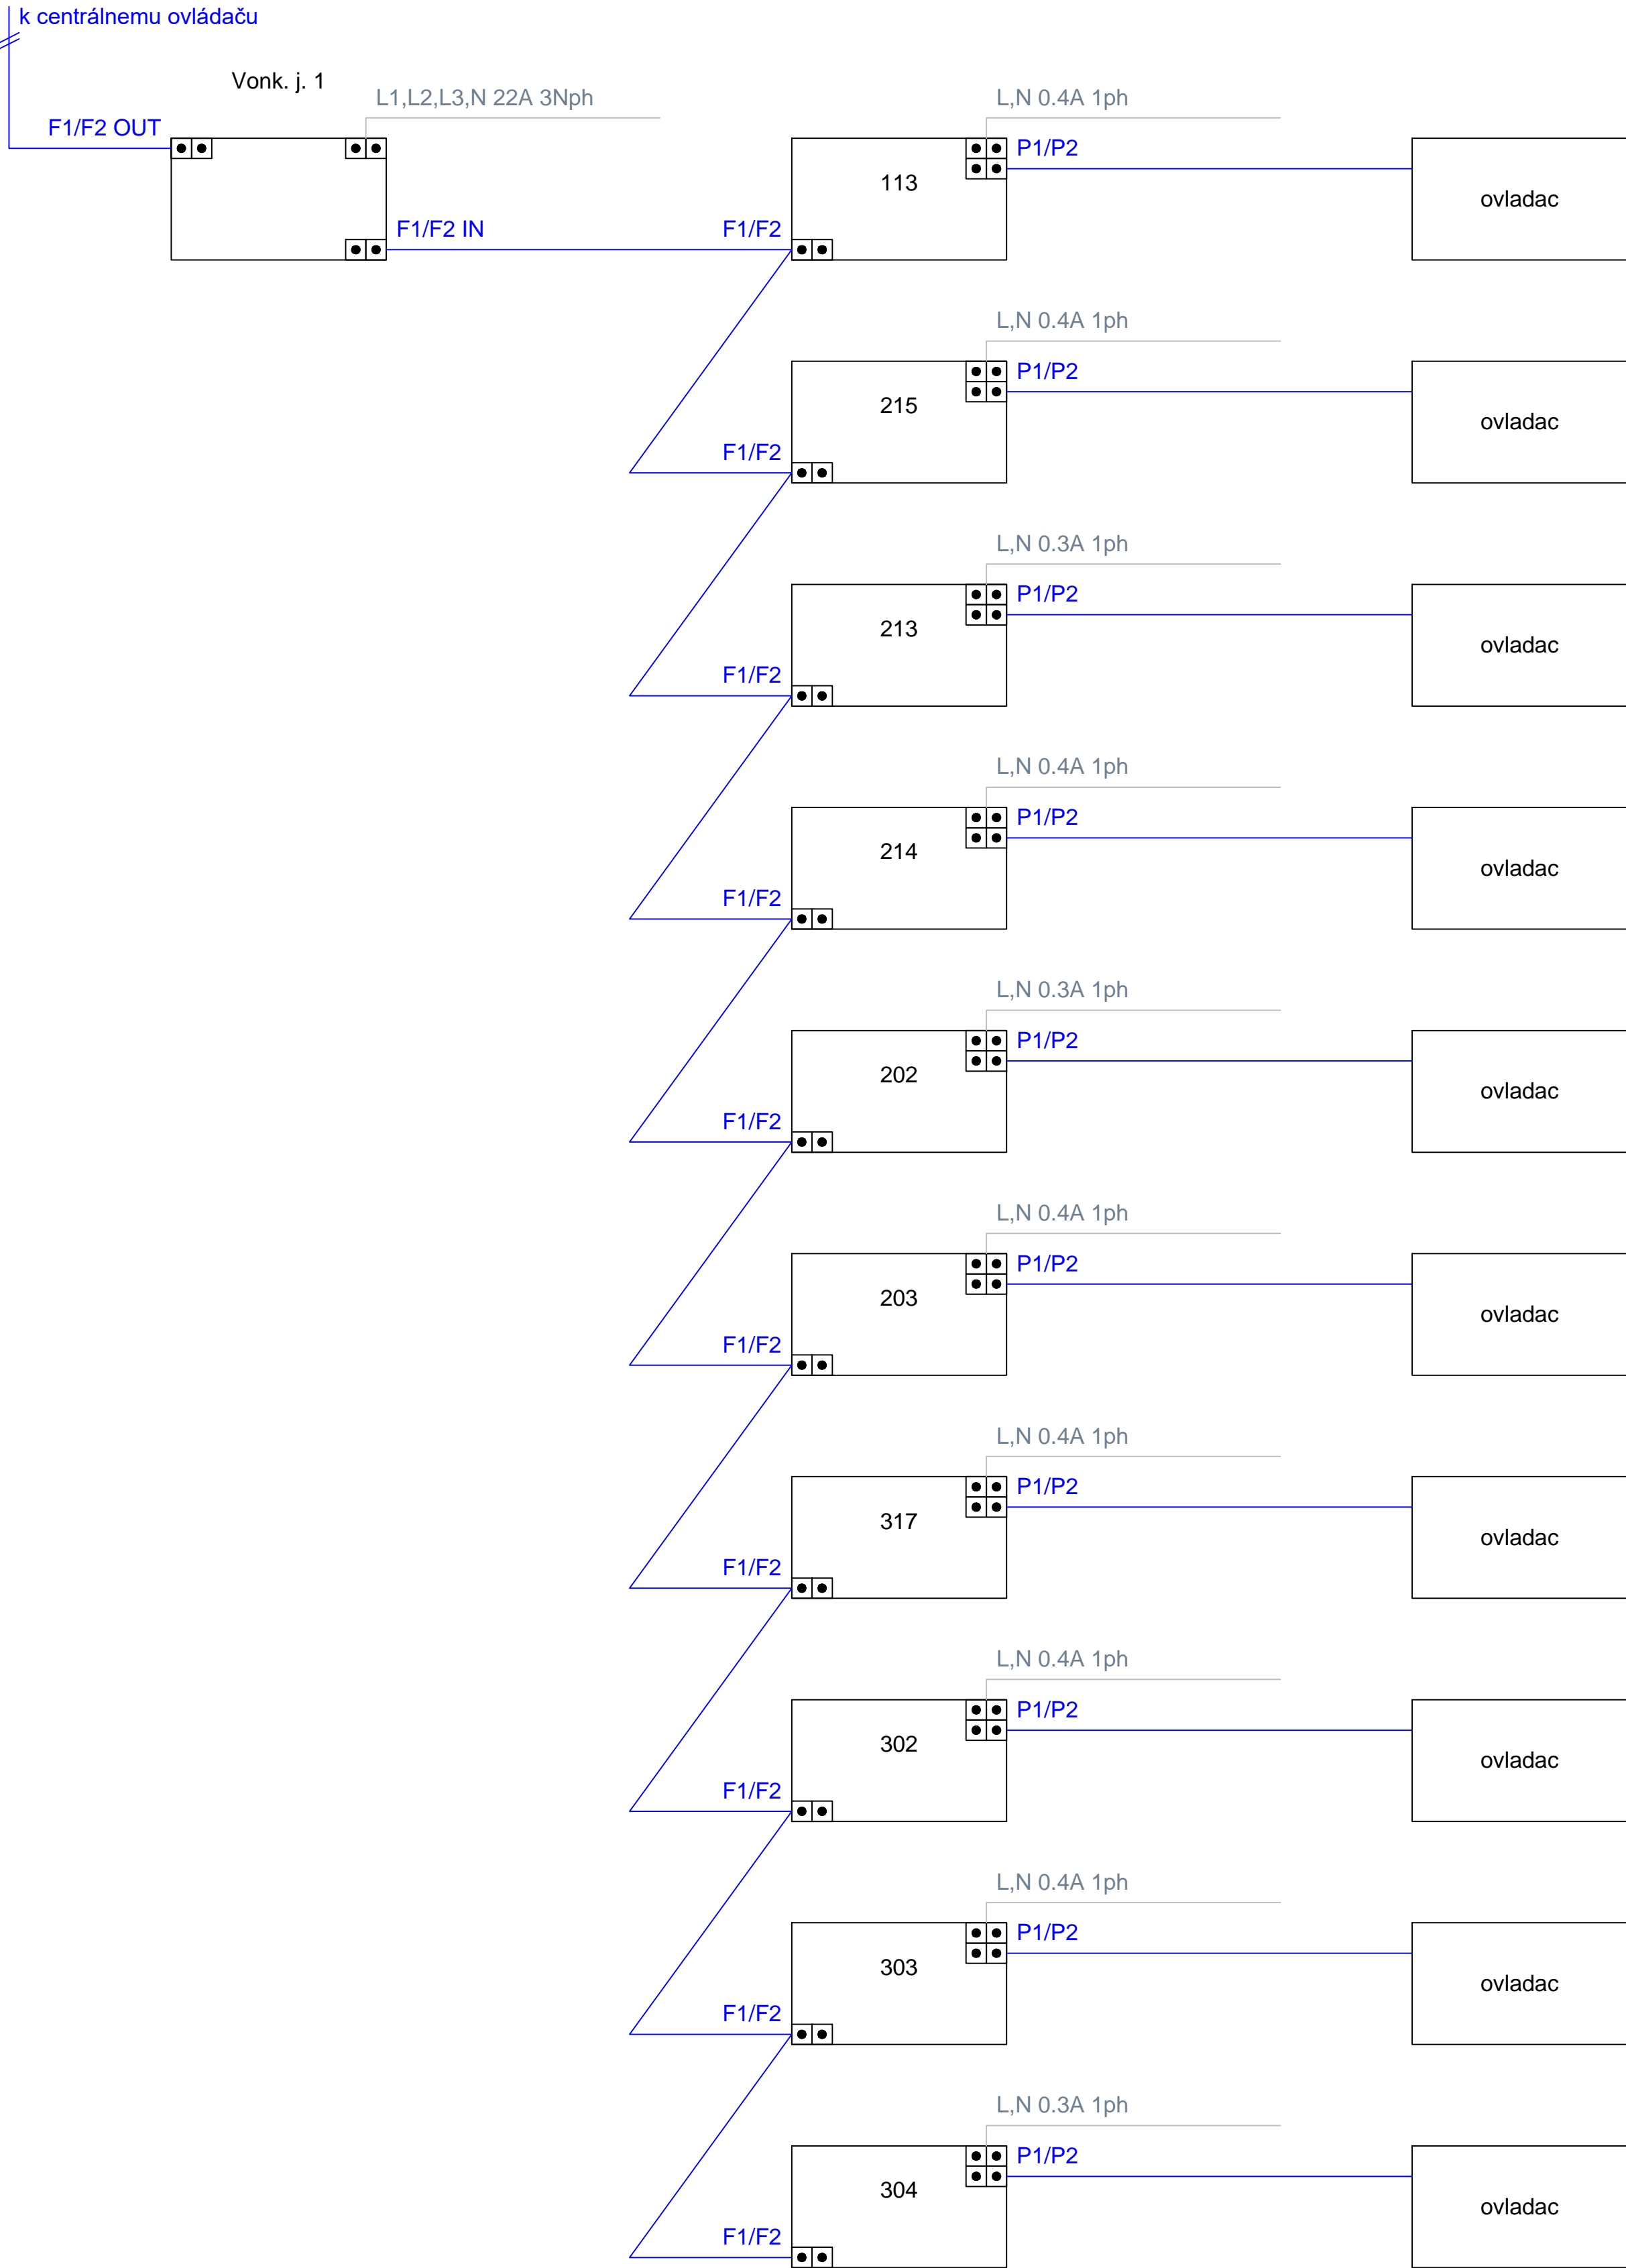 k centrálnemu ovládaču
Vonk. j. 1
L1,L2,L3,N 22A 3Nph
L,N 0.4A 1ph
F1/F2 OUT
P1/P2
113
ovladac
F1/F2 IN
F1/F2
L,N 0.4A 1ph
P1/P2
215
ovladac
F1/F2
L,N 0.3A 1ph
P1/P2
213
ovladac
F1/F2
L,N 0.4A 1ph
P1/P2
214
ovladac
F1/F2
L,N 0.3A 1ph
P1/P2
202
ovladac
F1/F2
L,N 0.4A 1ph
P1/P2
203
ovladac
F1/F2
L,N 0.4A 1ph
P1/P2
317
ovladac
F1/F2
L,N 0.4A 1ph
P1/P2
302
ovladac
F1/F2
L,N 0.4A 1ph
P1/P2
303
ovladac
F1/F2
L,N 0.3A 1ph
P1/P2
304
ovladac
F1/F2